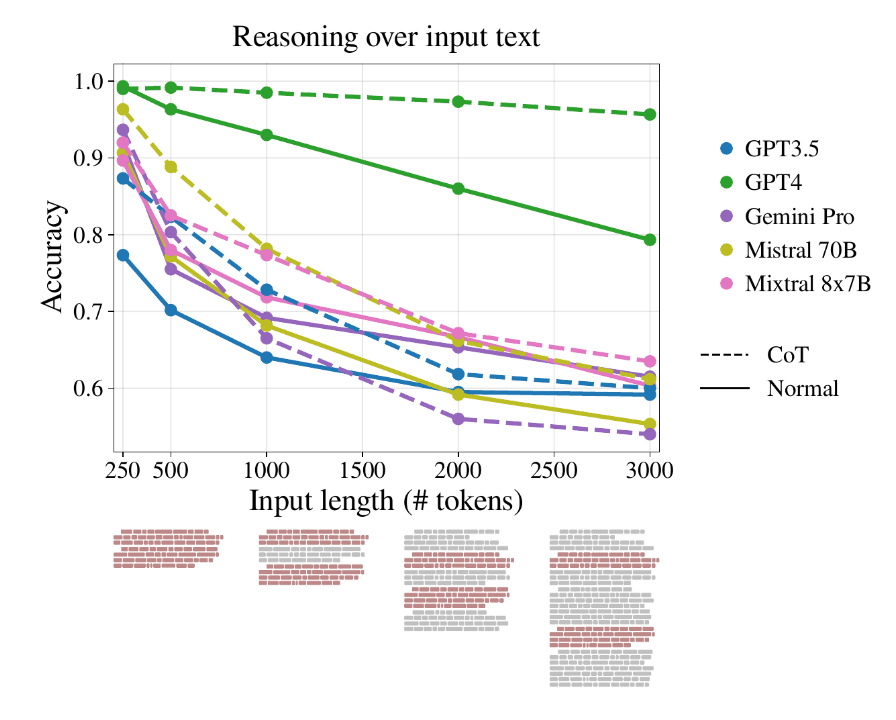 Reasoning over input text
Accuracy
1.0
0.9
0.8
0.7
0.6
250 500 1000 1500 2000 2500 3000
Input length (# tokens)
GPT3.5
GPT4
Gemini Pro
Mistral 70B
Mixtral 8x7B
CoT
Normal